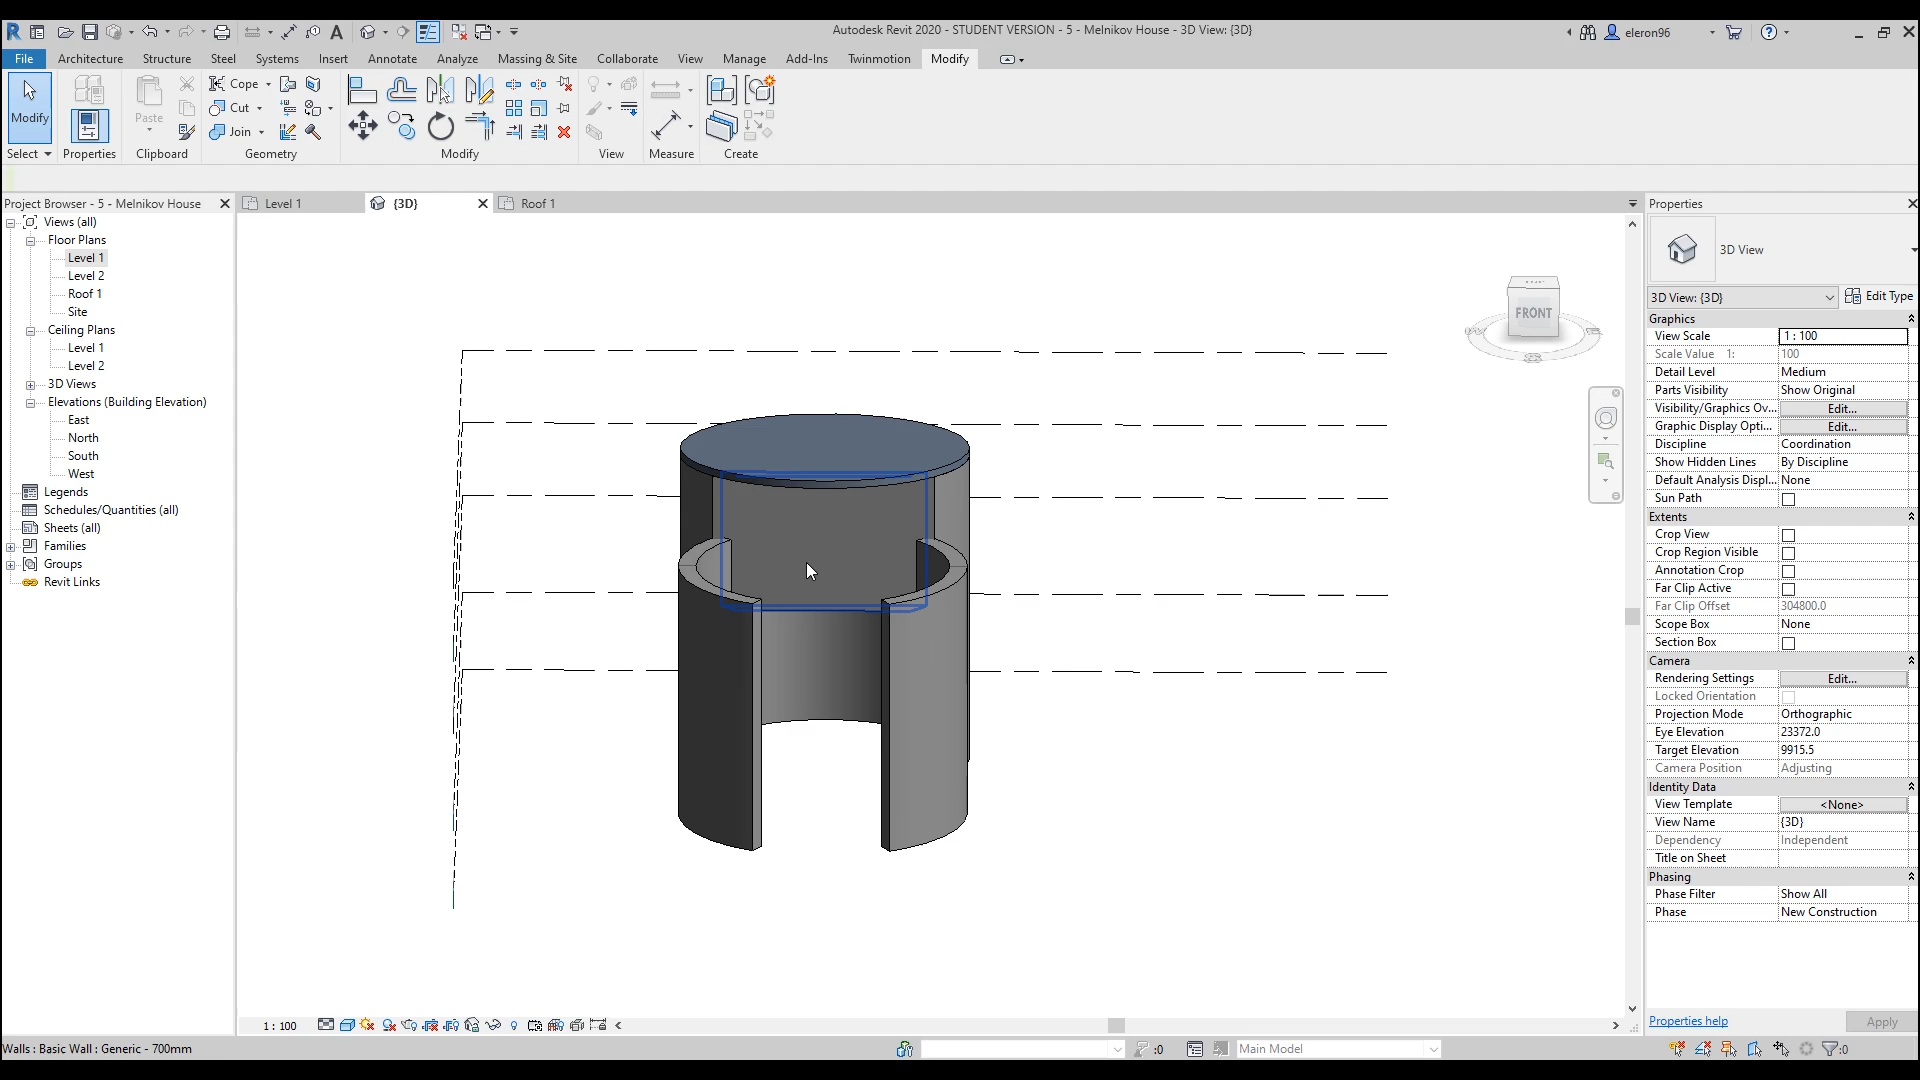 Autodesk Revit 2020 - STUDENT VERSION - 5 - Melnikov House - 3D View: {3D}
eleron96
File Architecture Structure Steel Systems Insert Annotate Analyze Massing & Site Collaborate View Manage Add-Ins Twinmotion Modify
Modify
Paste
Cope
Cut
Join
Select Properties Clipboard Geometry Modify View Measure Create
Project Browser - 5 - Melnikov House
Level 1
{3D}
Roof 1
Properties
Views (all)
Floor Plans
Level 1
Level 2
Roof 1
Site
Ceiling Plans
Level 1
Level 2
3D Views
Elevations (Building Elevation)
East
North
South
West
Legends
Schedules/Quantities (all)
Sheets (all)
Families
Groups
Revit Links
FRONT
3D View
3D View: {3D} Edit Type
Graphics
View Scale 1 : 100
Scale Value 1: 100
Detail Level Medium
Parts Visibility Show Original
Visibility/Graphics Ov... Edit...
Graphic Display Opti... Edit...
Discipline Coordination
Show Hidden Lines By Discipline
Default Analysis Displ... None
Sun Path
Extents
Crop View
Crop Region Visible
Annotation Crop
Far Clip Active
Far Clip Offset 304800.0
Scope Box None
Section Box
Camera
Rendering Settings Edit...
Locked Orientation
Projection Mode Orthographic
Eye Elevation 23372.0
Target Elevation 9915.5
Camera Position Adjusting
Identity Data
View Template <None>
View Name {3D}
Dependency Independent
Title on Sheet
Phasing
Phase Filter Show All
Phase New Construction
Properties help Apply
1 : 100
Walls : Basic Wall : Generic - 700mm
:0
Main Model
:0